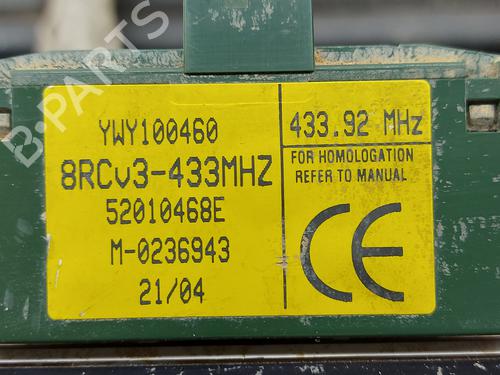 YWY100460
8RCv3-433MHZ
52010468E
M-0236943
21/04
433.92 MHz
FOR HOMOLOGATION
REFER TO MANUAL
CE
B-PARTS